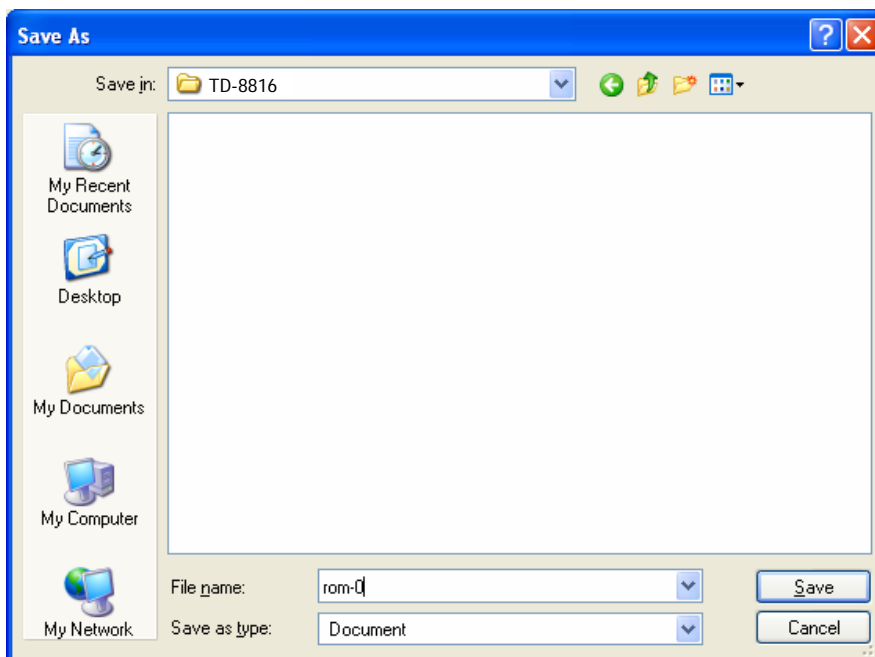 Save As
Save in:
TD-8816
My Recent
Documents
Desktop
My Documents
My Computer
My Network
File name:
rom-0
Save
Save as type:
Document
Cancel